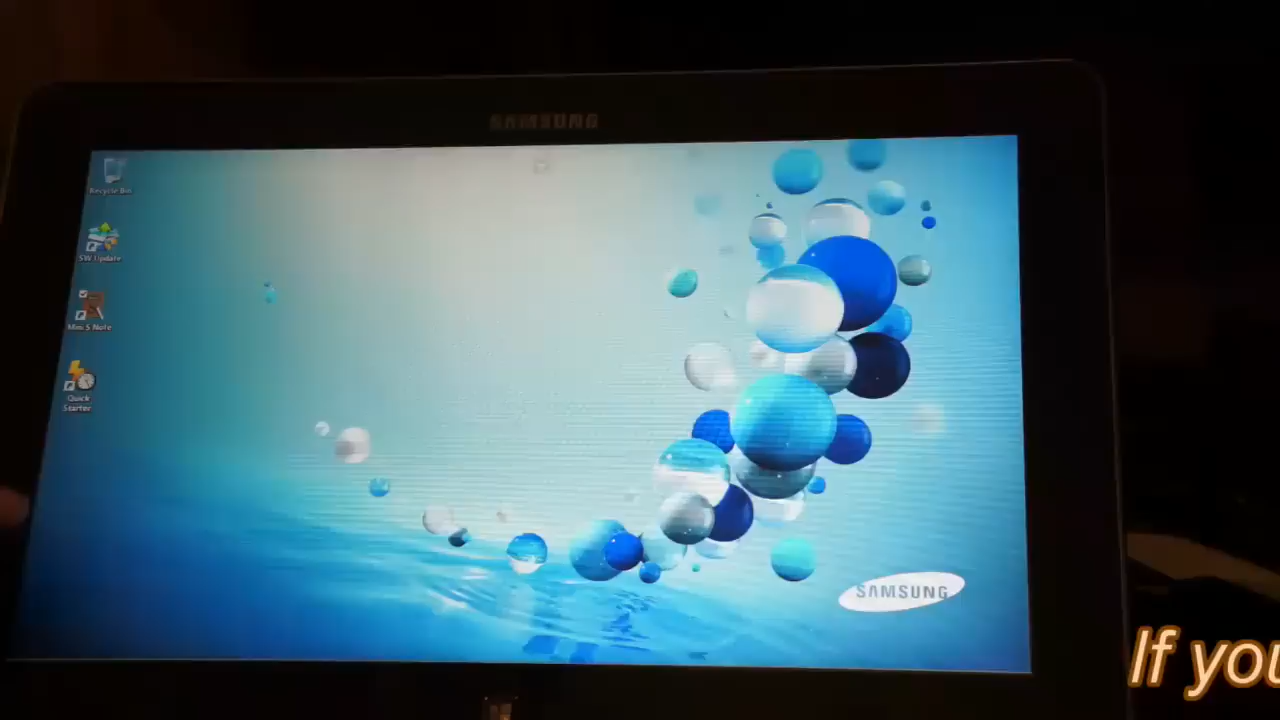 SAMSUNG
Recycle Bin
SW Update
Mini S Note
Quick
Starter
SAMSUNG
If you